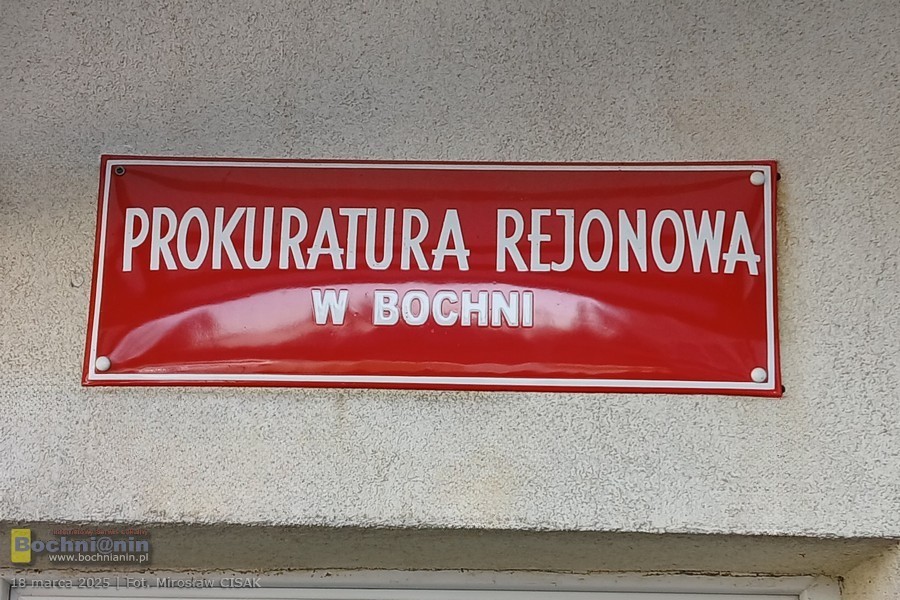 PROKURATURA REJONOWA
W BOCHNI
Bochni@nin
www.bochnianin.pl
18 marca 2025 | Fot. Mirosław CISAK